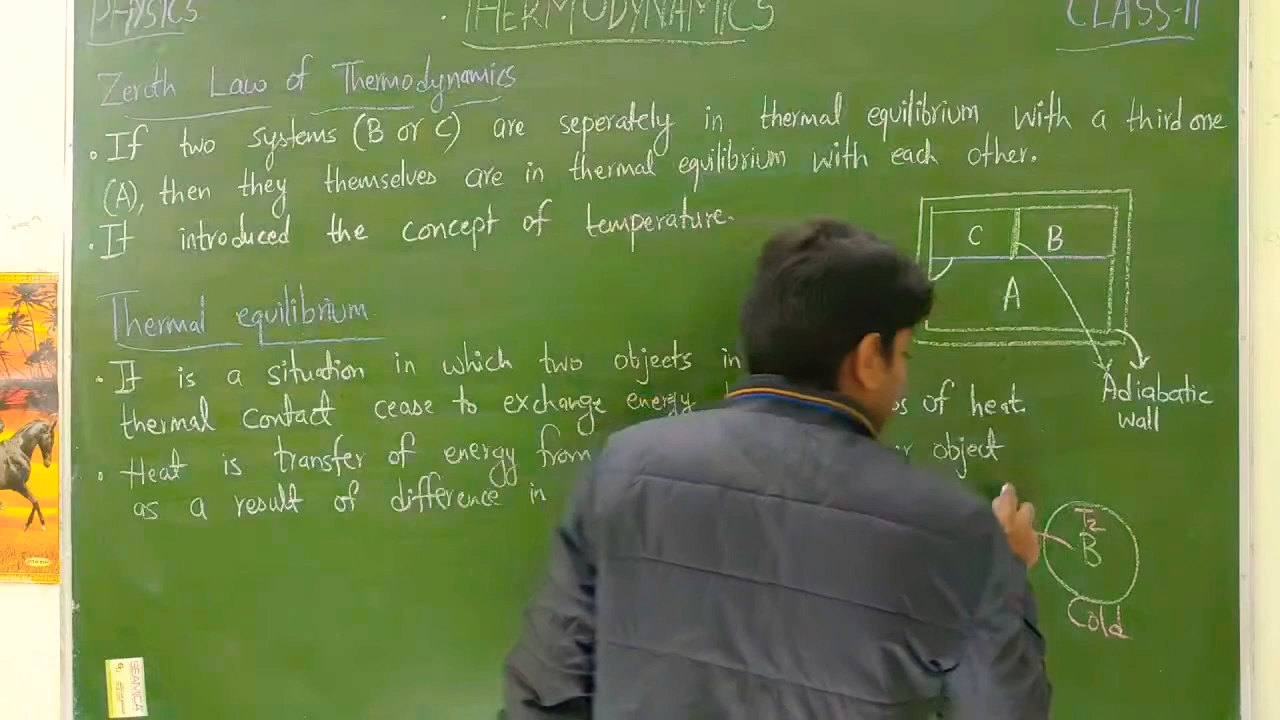 PHYSICS
THERMODYNAMICS
CLASS-11
Zeroth Law of Thermodynamics
• If two systems (B or C) are seperately in thermal equilibrium with a third one
(A), then they themselves are in thermal equilibrium with each other.
• It introduced the concept of temperature.
C
B
A
Adiabatic
wall
Thermal equilibrium
• It is a situation in which two objects in
thermal contact cease to exchange energy of heat.
• Heat is transfer of energy from object
as a result of difference in
T2
B
Cold
SEAMICA